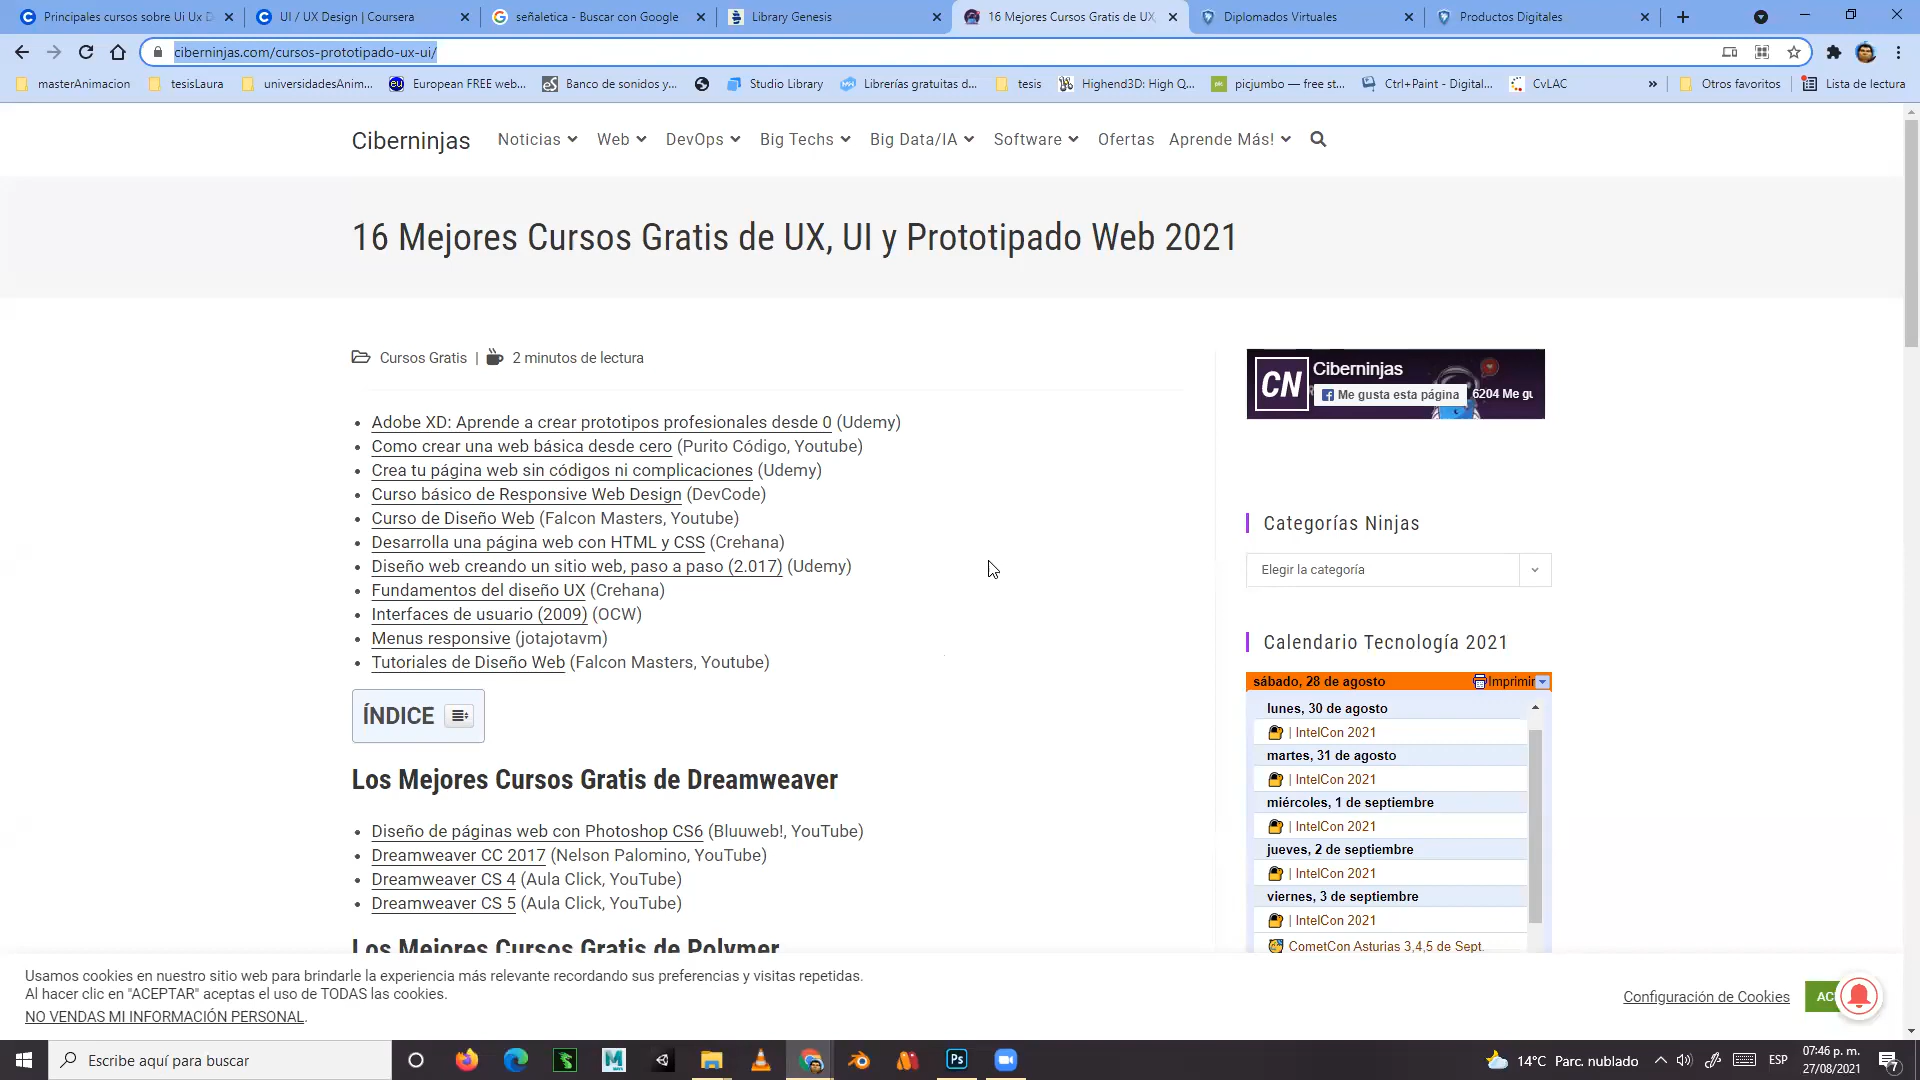 Principales cursos sobre Ui Ux D
UI / UX Design | Coursera
señaletica - Buscar con Google
Library Genesis
16 Mejores Cursos Gratis de UX,
Diplomados Virtuales
Productos Digitales
ciberninjas.com/cursos-prototipado-ux-ui/
masterAnimacion
tesisLaura
universidadesAnim...
European FREE web...
Banco de sonidos y...
Studio Library
Librerías gratuitas d...
tesis
Highend3D: High Q...
picjumbo — free st...
Ctrl+Paint - Digital...
CvLAC
»
Otros favoritos
Lista de lectura
Ciberninjas
Noticias
Web
DevOps
Big Techs
Big Data/IA
Software
Ofertas
Aprende Más!
16 Mejores Cursos Gratis de UX, UI y Prototipado Web 2021
Cursos Gratis | 2 minutos de lectura
• Adobe XD: Aprende a crear prototipos profesionales desde 0 (Udemy)
• Como crear una web básica desde cero (Purito Código, Youtube)
• Crea tu página web sin códigos ni complicaciones (Udemy)
• Curso básico de Responsive Web Design (DevCode)
• Curso de Diseño Web (Falcon Masters, Youtube)
• Desarrolla una página web con HTML y CSS (Crehana)
• Diseño web creando un sitio web, paso a paso (2.017) (Udemy)
• Fundamentos del diseño UX (Crehana)
• Interfaces de usuario (2009) (OCW)
• Menus responsive (jotajotavm)
• Tutoriales de Diseño Web (Falcon Masters, Youtube)
ÍNDICE
Los Mejores Cursos Gratis de Dreamweaver
• Diseño de páginas web con Photoshop CS6 (Bluuweb!, YouTube)
• Dreamweaver CC 2017 (Nelson Palomino, YouTube)
• Dreamweaver CS 4 (Aula Click, YouTube)
• Dreamweaver CS 5 (Aula Click, YouTube)
Los Mejores Cursos Gratis de Polymer
CN
Ciberninjas
Me gusta esta página
6204 Me gu
Categorías Ninjas
Elegir la categoría
Calendario Tecnología 2021
sábado, 28 de agosto
Imprimir
lunes, 30 de agosto
| IntelCon 2021
martes, 31 de agosto
| IntelCon 2021
miércoles, 1 de septiembre
| IntelCon 2021
jueves, 2 de septiembre
| IntelCon 2021
viernes, 3 de septiembre
| IntelCon 2021
CometCon Asturias 3,4,5 de Sept.
Usamos cookies en nuestro sitio web para brindarle la experiencia más relevante recordando sus preferencias y visitas repetidas.
Al hacer clic en "ACEPTAR" aceptas el uso de TODAS las cookies.
NO VENDAS MI INFORMACIÓN PERSONAL.
Configuración de Cookies
Escribe aquí para buscar
Ps
14°C Parc. nublado
ESP
07:46 p. m.
27/08/2021
7